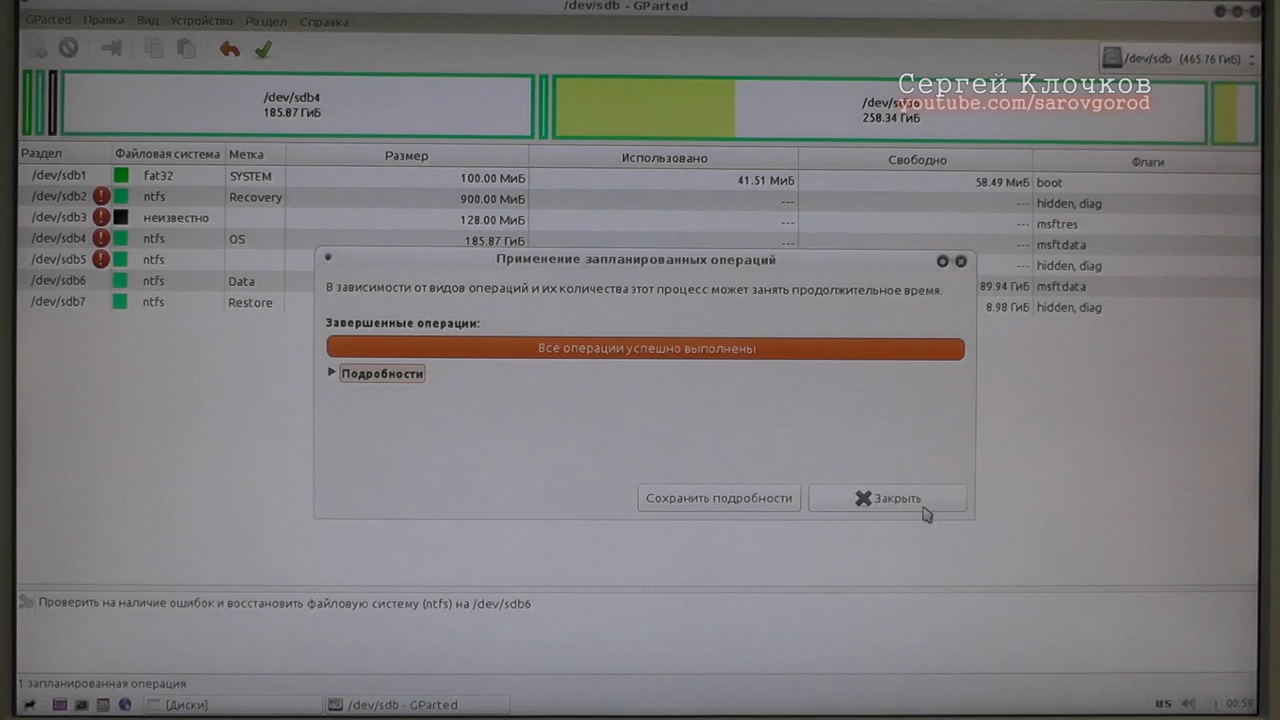 /dev/sdb - GParted
GParted Правка Вид Устройство Раздел Справка
/dev/sdb (465.76 ГиБ)
Сергей Клочков
youtube.com/sarovgorod
/dev/sdb4
185.87 ГиБ
258.34 ГиБ
Раздел Файловая система Метка Размер Использовано Свободно Флаги
/dev/sdb1 fat32 SYSTEM 100.00 МиБ 41.51 МиБ 58.49 МиБ boot
/dev/sdb2 ntfs Recovery 900.00 МиБ --- --- hidden, diag
/dev/sdb3 неизвестно 128.00 МиБ --- --- msftres
/dev/sdb4 ntfs OS 185.87 ГиБ --- --- msftdata
/dev/sdb5 ntfs --- hidden, diag
/dev/sdb6 ntfs Data 89.94 ГиБ msftdata
/dev/sdb7 ntfs Restore 8.98 ГиБ hidden, diag
Применение запланированных операций
В зависимости от видов операций и их количества этот процесс может занять продолжительное время.
Завершенные операции:
Все операции успешно выполнены
Подробности
Сохранить подробности Закрыть
Проверить на наличие ошибок и восстановить файловую систему (ntfs) на /dev/sdb6
1 запланированная операция
[Диски] /dev/sdb - GParted US 00:59